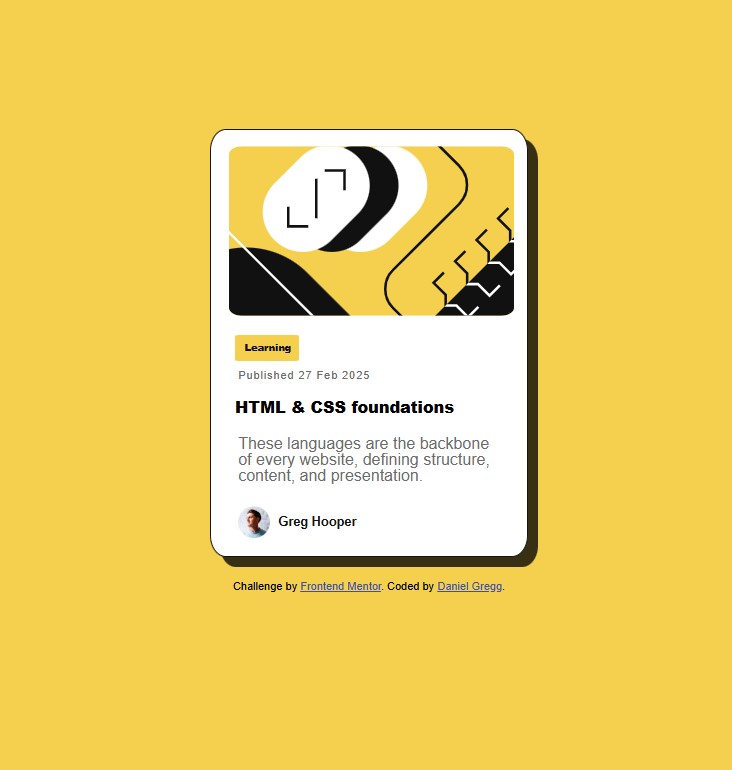 Learning
Published 27 Feb 2025
HTML & CSS foundations
These languages are the backbone
of every website, defining structure,
content, and presentation.
Greg Hooper
Challenge by Frontend Mentor. Coded by Daniel Gregg.